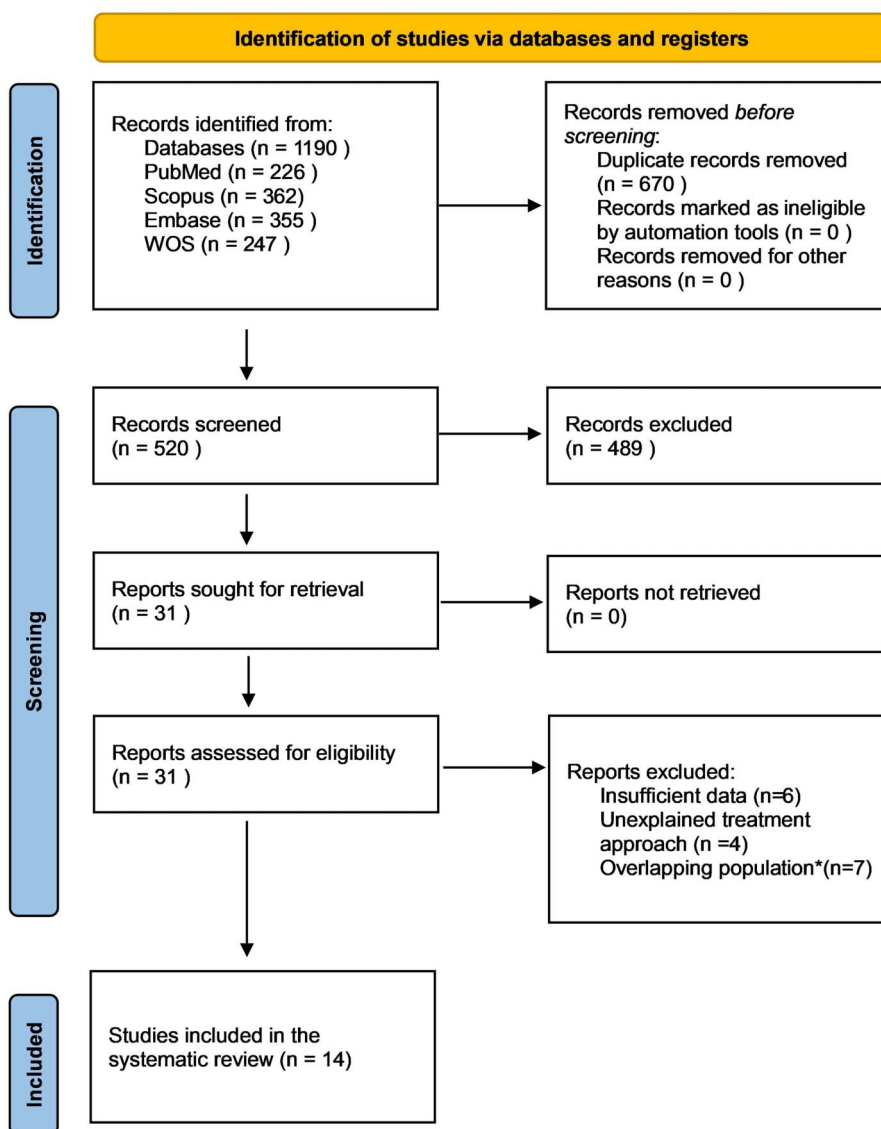 Identification of studies via databases and registers
Identification
Records identified from:
Databases (n = 1190 )
PubMed (n = 226 )
Scopus (n = 362)
Embase (n = 355 )
WOS (n = 247 )
Records removed before
screening:
Duplicate records removed
(n = 670 )
Records marked as ineligible
by automation tools (n = 0 )
Records removed for other
reasons (n = 0 )
Screening
Records screened
(n = 520 )
Records excluded
(n = 489 )
Reports sought for retrieval
(n = 31 )
Reports not retrieved
(n = 0)
Reports assessed for eligibility
(n = 31 )
Reports excluded:
Insufficient data (n=6)
Unexplained treatment
approach (n =4)
Overlapping population*(n=7)
Included
Studies included in the
systematic review (n = 14)